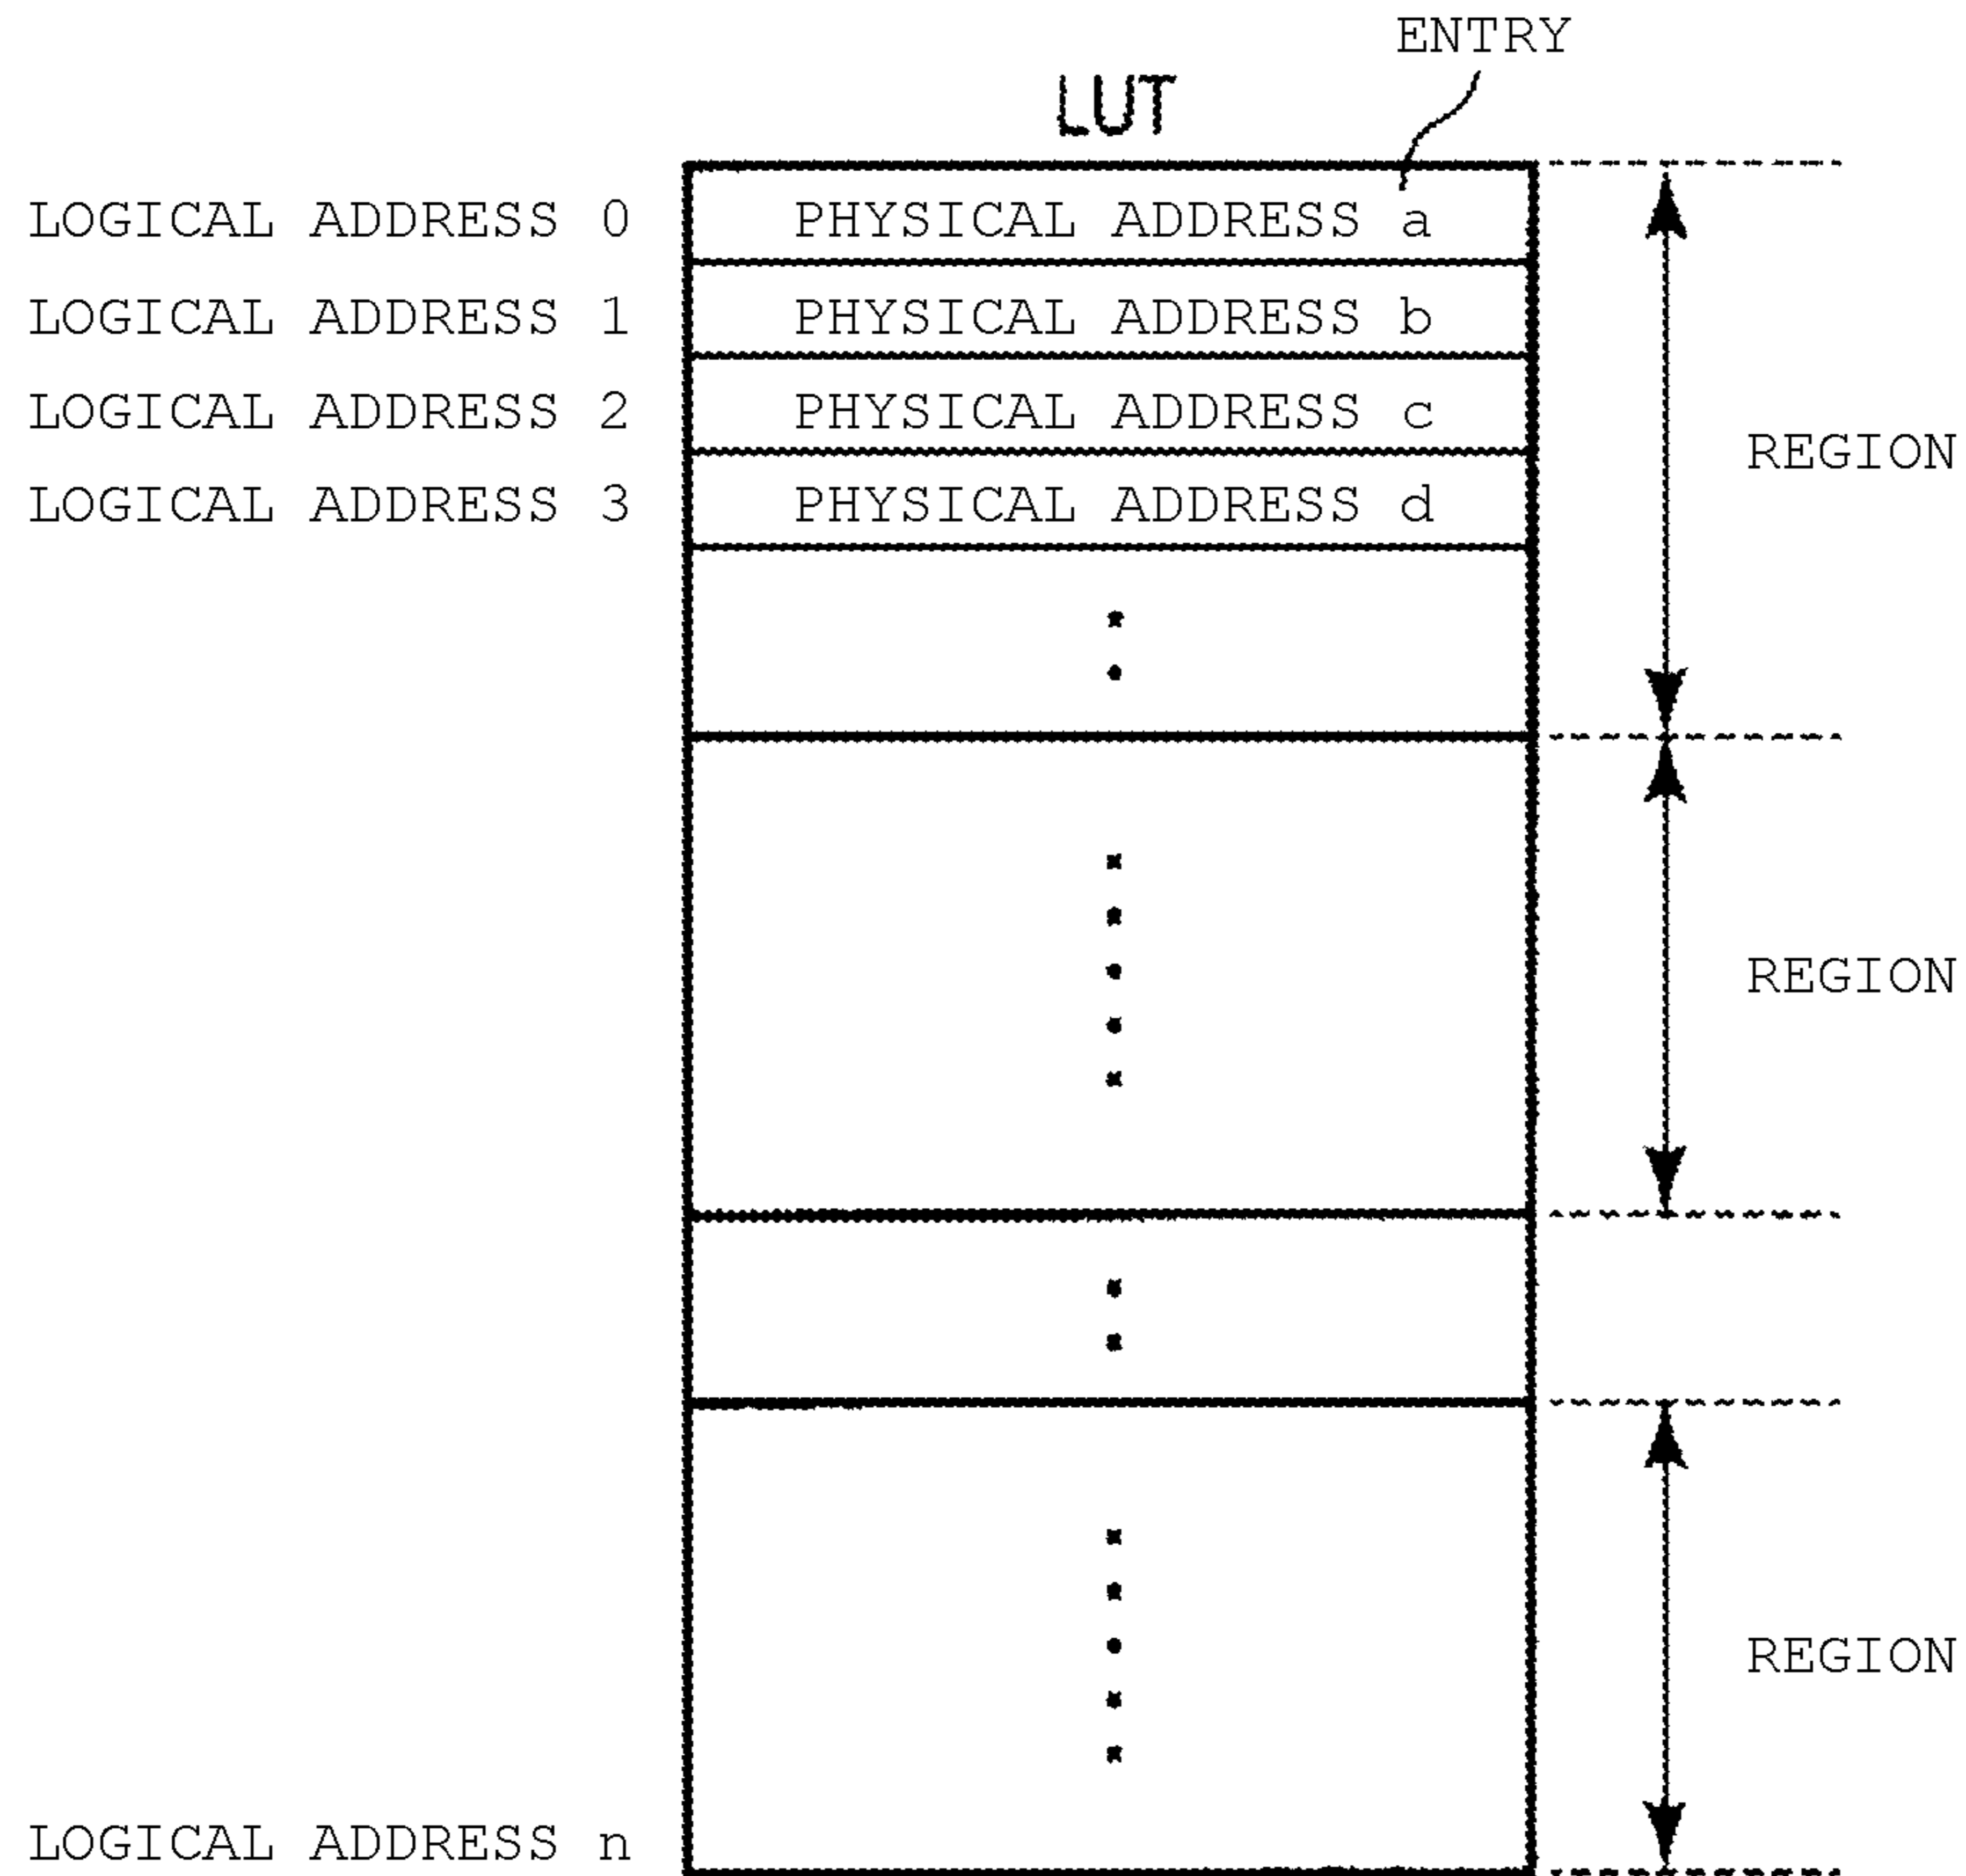 ENTRY
LUT
LOGICAL ADDRESS 0 PHYSICAL ADDRESS a
LOGICAL ADDRESS 1 PHYSICAL ADDRESS b
LOGICAL ADDRESS 2 PHYSICAL ADDRESS c
REGION
LOGICAL ADDRESS 3 PHYSICAL ADDRESS d
REGION
REGION
LOGICAL ADDRESS n